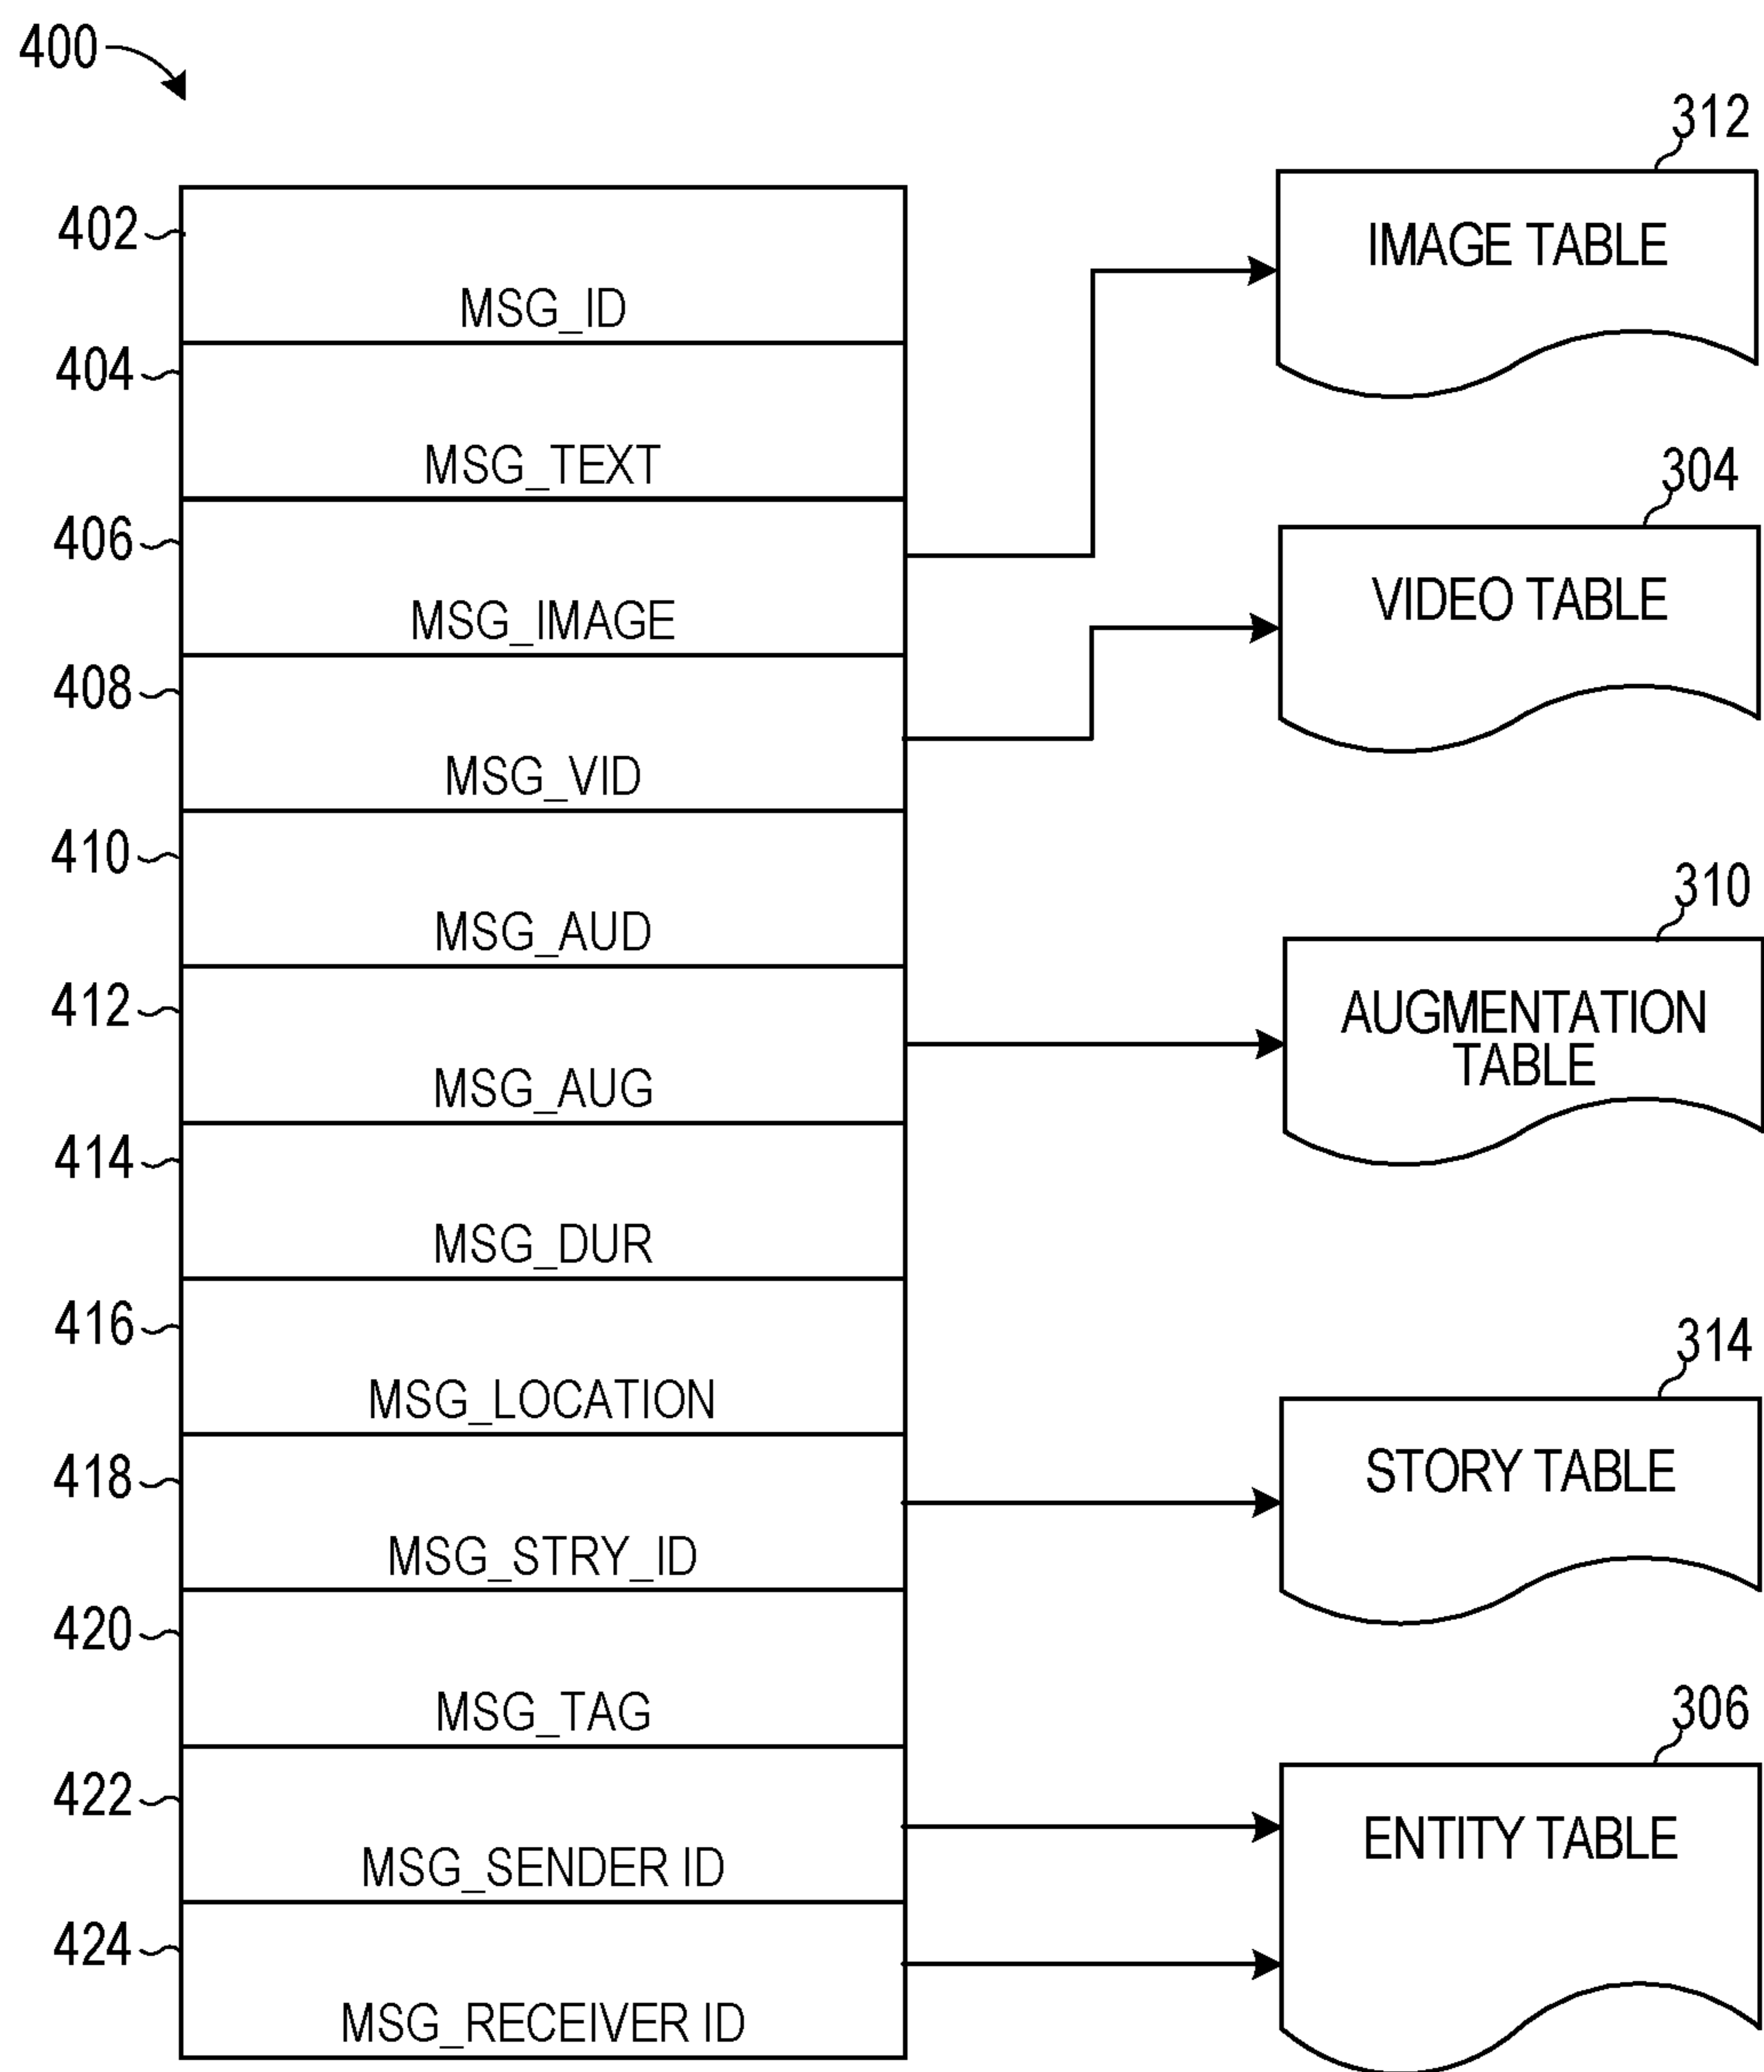 400
312
402
IMAGE TABLE
MSG_ID
404
MSG_TEXT
304
406
VIDEO TABLE
MSG_IMAGE
408
MSG_VID
410
310
MSG_AUD
412
AUGMENTATION
TABLE
MSG_AUG
414
MSG_DUR
416
314
MSG_LOCATION
418
STORY TABLE
MSG_STRY_ID
420
MSG_TAG
306
422
ENTITY TABLE
MSG_SENDER ID
424
MSG_RECEIVER ID